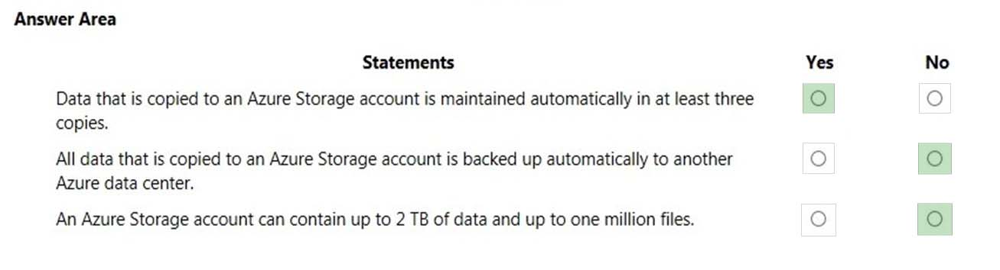 Answer Area
Statements Yes No
Data that is copied to an Azure Storage account is maintained automatically in at least three
copies.
All data that is copied to an Azure Storage account is backed up automatically to another
Azure data center.
An Azure Storage account can contain up to 2 TB of data and up to one million files.